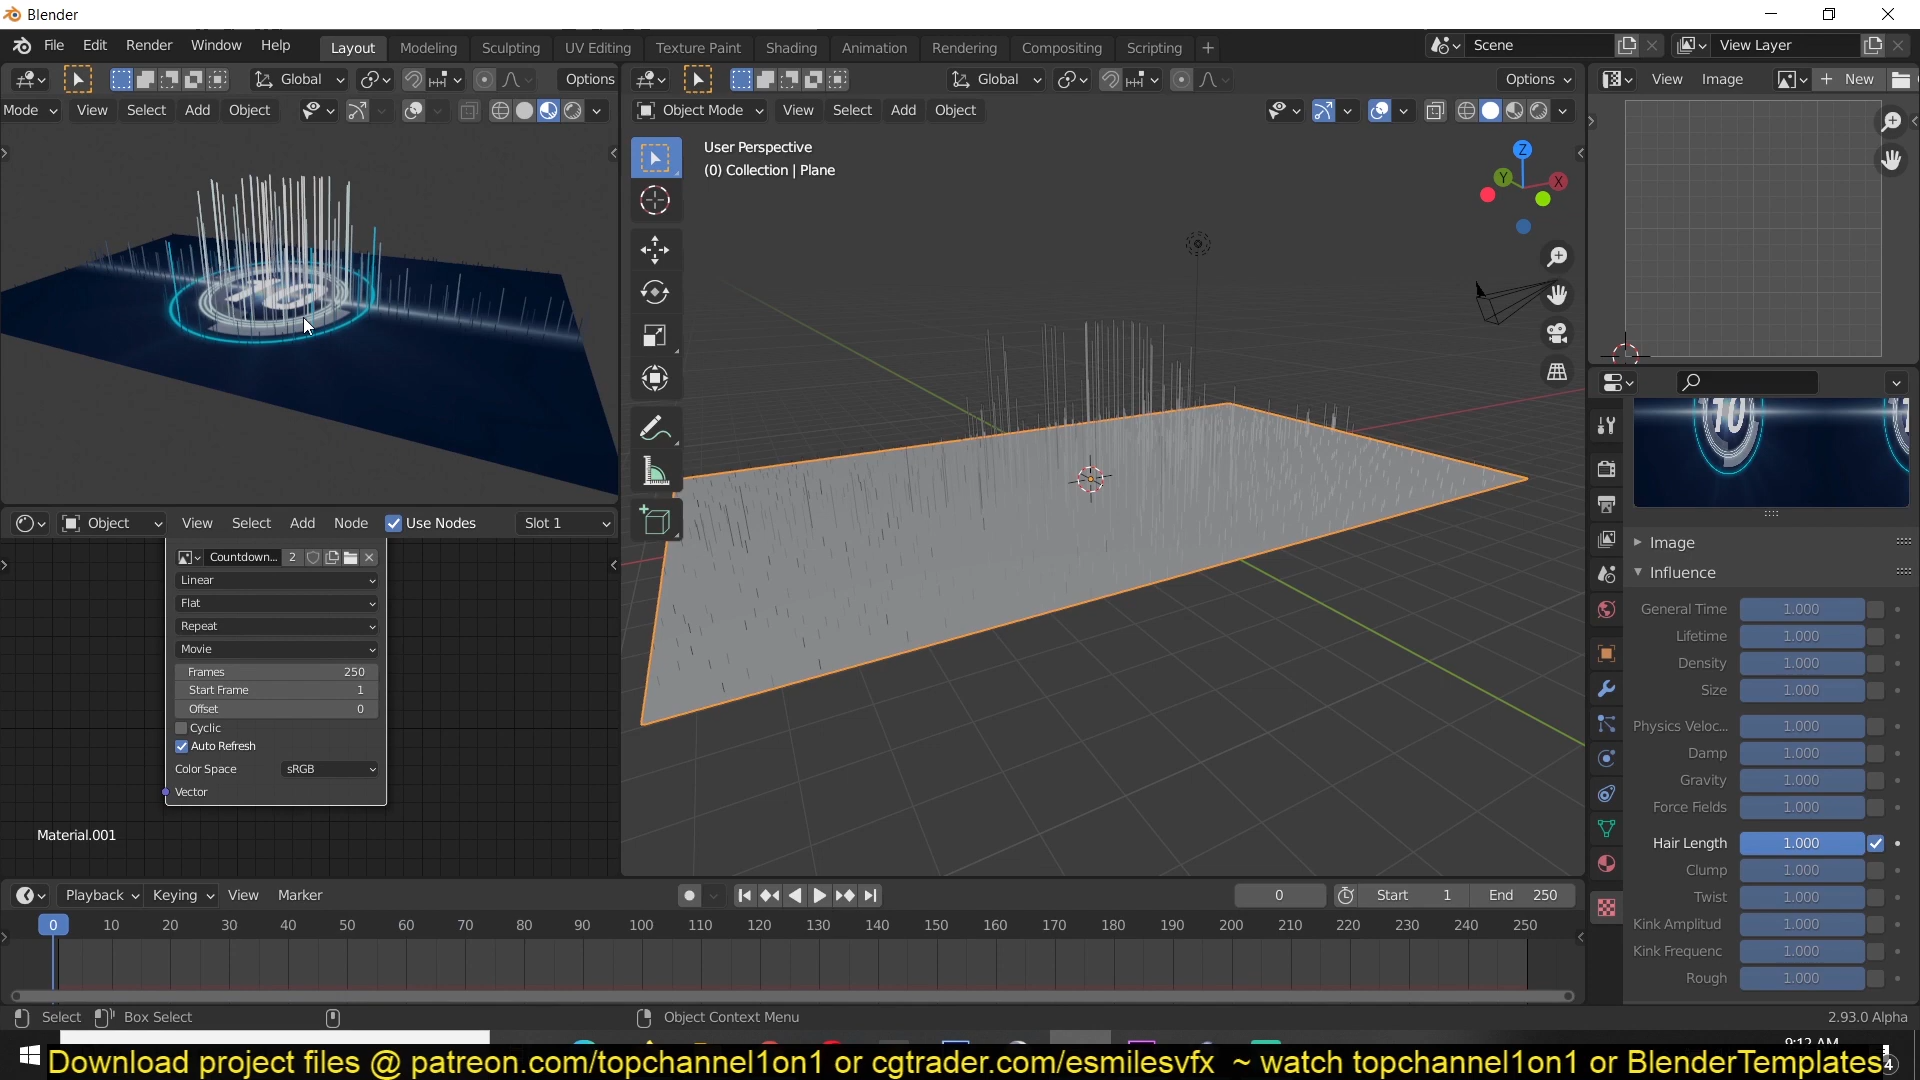 Blender
File Edit Render Window Help Layout Modeling Sculpting UV Editing Texture Paint Shading Animation Rendering Compositing Scripting + Scene View Layer
Global Options Global Options View Image New
Mode View Select Add Object Object Mode View Select Add Object
User Perspective
(0) Collection | Plane
Z
Y X
10
10
Object View Select Add Node Object Use Nodes Slot 1
Countdown... 2
Linear
Flat
Repeat
Movie
Frames 250
Start Frame 1
Offset 0
Cyclic
Auto Refresh
Color Space sRGB
Vector
Material.001
Image
Influence
General Time 1.000
Lifetime 1.000
Density 1.000
Size 1.000
Physics Veloc... 1.000
Damp 1.000
Gravity 1.000
Force Fields 1.000
Hair Length 1.000
Clump 1.000
Twist 1.000
Kink Amplitud 1.000
Kink Frequenc 1.000
Rough 1.000
Playback Keying View Marker 0 Start 1 End 250
0 10 20 30 40 50 60 70 80 90 100 110 120 130 140 150 160 170 180 190 200 210 220 230 240 250
Select Box Select Object Context Menu 2.93.0 Alpha
9:12 AM
Download project files @ patreon.com/topchannel1on1 or cgtrader.com/esmilesvfx ~ watch topchannel1on1 or BlenderTemplates
4